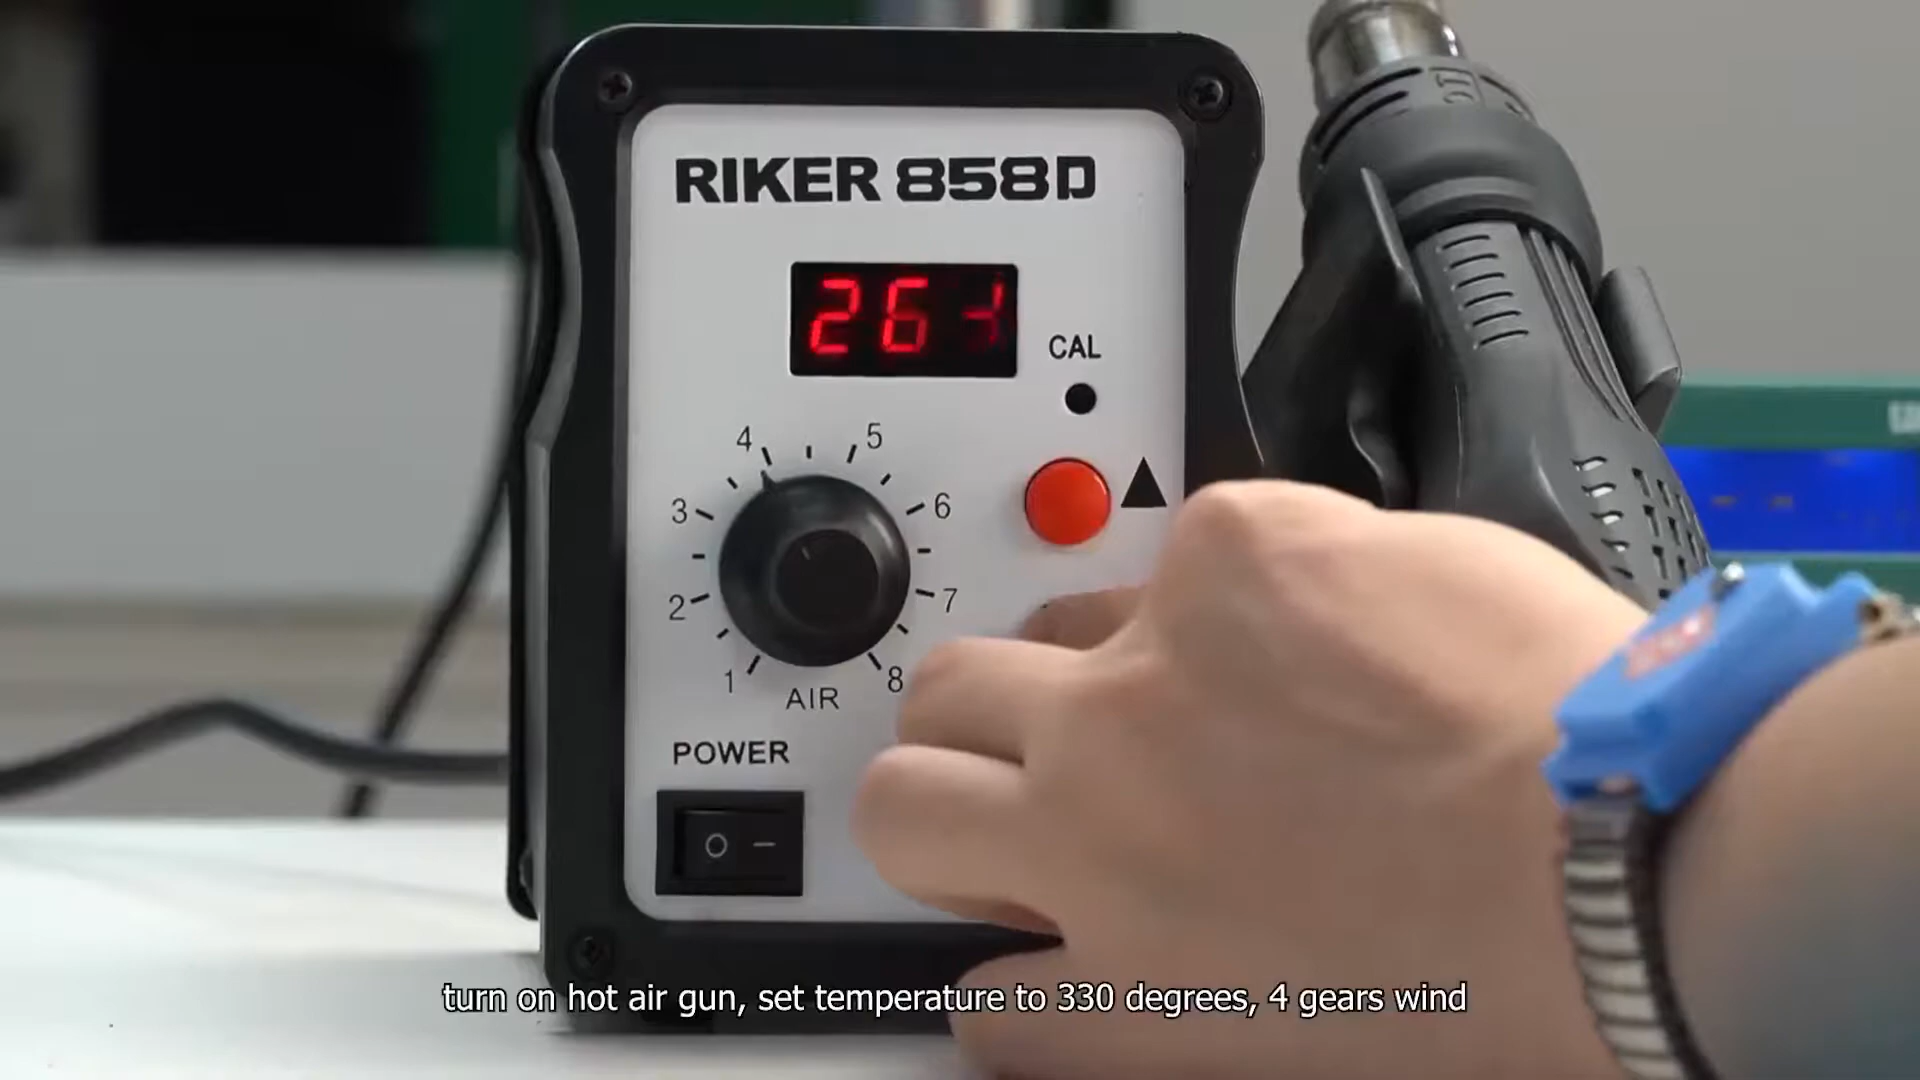 RIKER 858D
26
CAL
4
5
3
6
2
7
1
8
AIR
POWER
turn on hot air gun, set temperature to 330 degrees, 4 gears wind